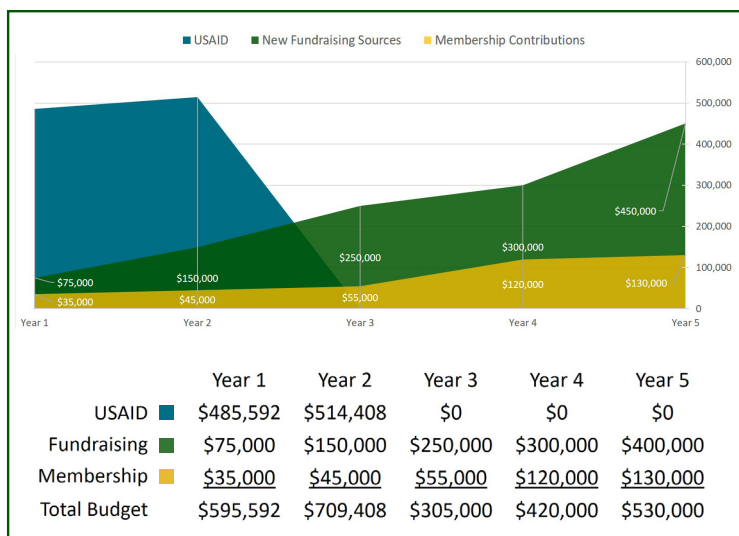 USAID New Fundraising Sources Membership Contributions
600,000
500,000
400,000
300,000
$450,000
200,000
$300,000
$250,000
$150,000
100,000
$75,000
$120,000
$130,000
$35,000
$45,000
$55,000
0
Year 1 Year 2 Year 3 Year 4 Year 5
Year 1 Year 2 Year 3 Year 4 Year 5
USAID $485,592 $514,408 $0 $0 $0
Fundraising $75,000 $150,000 $250,000 $300,000 $400,000
Membership $35,000 $45,000 $55,000 $120,000 $130,000
Total Budget $595,592 $709,408 $305,000 $420,000 $530,000